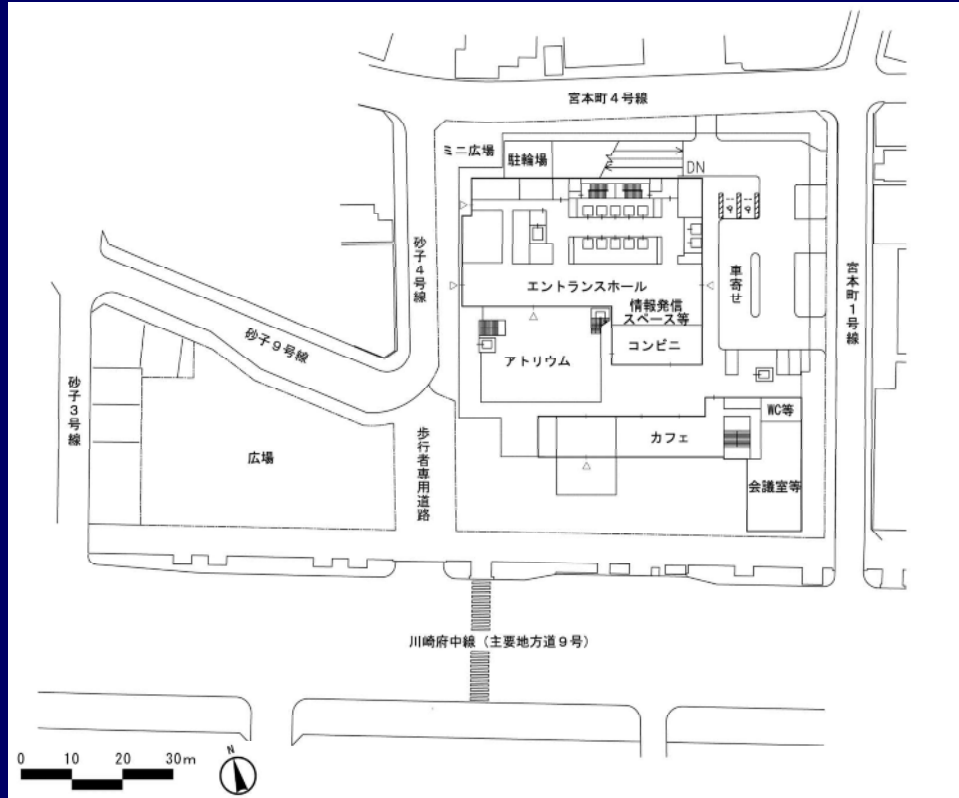 宮本町4号線
ミニ広場
駐輪場
DN
砂子4号線
エントランスホール
車寄せ
宮本町1号線
情報発信
スペース等
コンビニ
砂子9号線
アトリウム
砂子3号線
WC等
カフェ
歩行者専用道路
広場
会議室等
川崎府中線(主要地方道9号)
0 10 20 30m
N